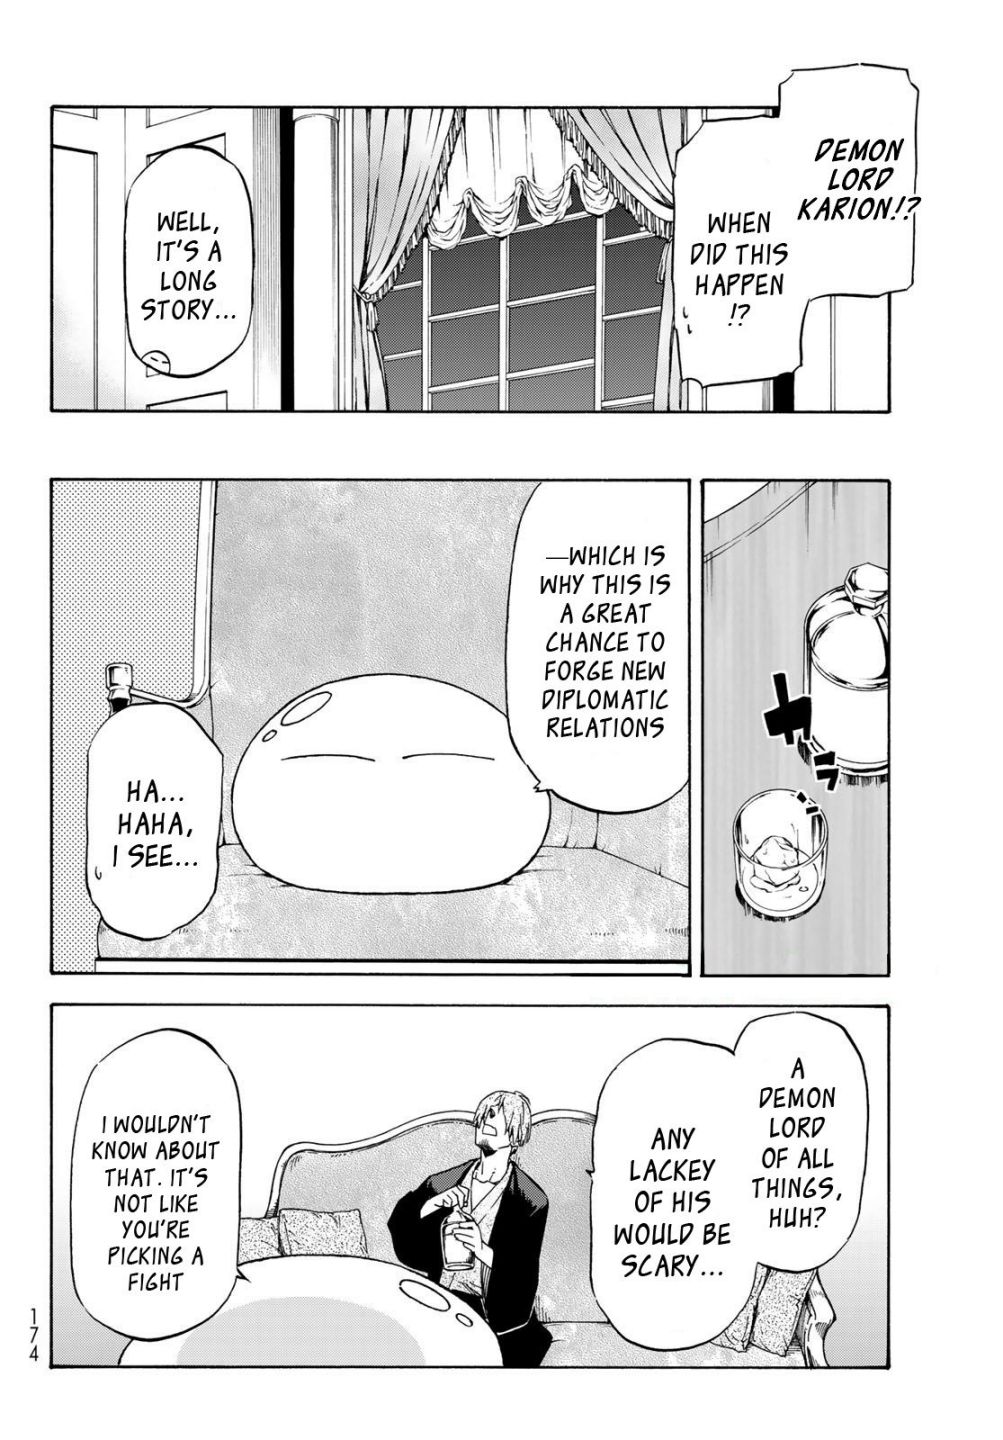 DEMON
LORD
KARION!?
WHEN
DID THIS
HAPPEN
!?
WELL,
IT'S A
LONG
STORY...
—WHICH IS
WHY THIS IS
A GREAT
CHANCE TO
FORGE NEW
DIPLOMATIC
RELATIONS
HA...
HAHA,
I SEE...
A
DEMON
LORD
OF ALL
THINGS,
HUH?
ANY
LACKEY
OF HIS
WOULD BE
SCARY...
I WOULDN'T
KNOW ABOUT
THAT. IT'S
NOT LIKE
YOU'RE
PICKING A
FIGHT
174